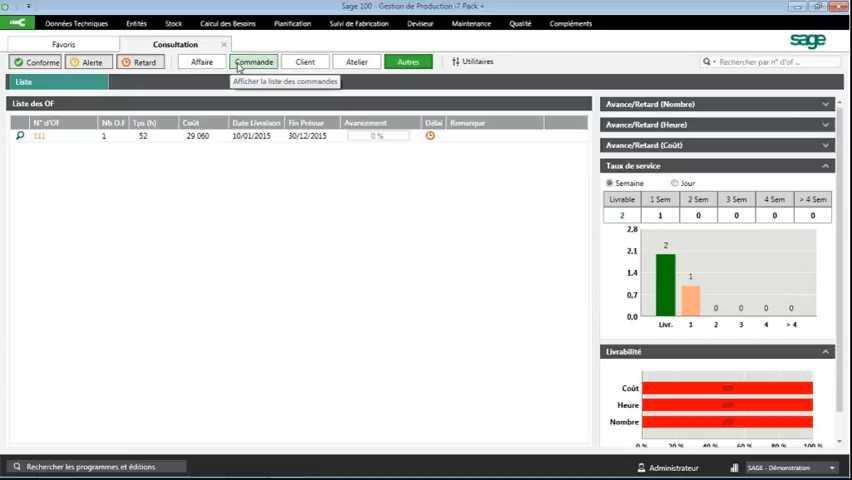 Sage 100 - Gestion de Production i7 Pack +
Données Techniques Entités Stock Calcul des Besoins Planification Suivi de Fabrication Deviseur Maintenance Qualité Compléments
Favoris Consultation
sage
Conforme Alerte Retard Affaire Commande Client Atelier Autres Utilitaires Rechercher par n° d'of ...
Afficher la liste des commandes
Liste
Liste des OF
N° d'OF Nb O.F Tps (H) Coût Date Livraison Fin Prévue Avancement Délai Remarque
111 1 52 29 060 10/01/2015 30/12/2015 0 %
Avance/Retard (Nombre)
Avance/Retard (Heure)
Avance/Retard (Coût)
Taux de service
Semaine Jour
Livrable 1 Sem 2 Sem 3 Sem 4 Sem > 4 Sem
2 1 0 0 0 0
2,8
2,1
1,4
0,7
0,0
2 1 0 0 0 0
Livr. 1 2 3 4 > 4
Livrabilité
Coût
Heure
Nombre
0 % 20 % 40 % 60 % 80 % 100 %
Rechercher les programmes et éditions
Administrateur SAGE - Démonstration